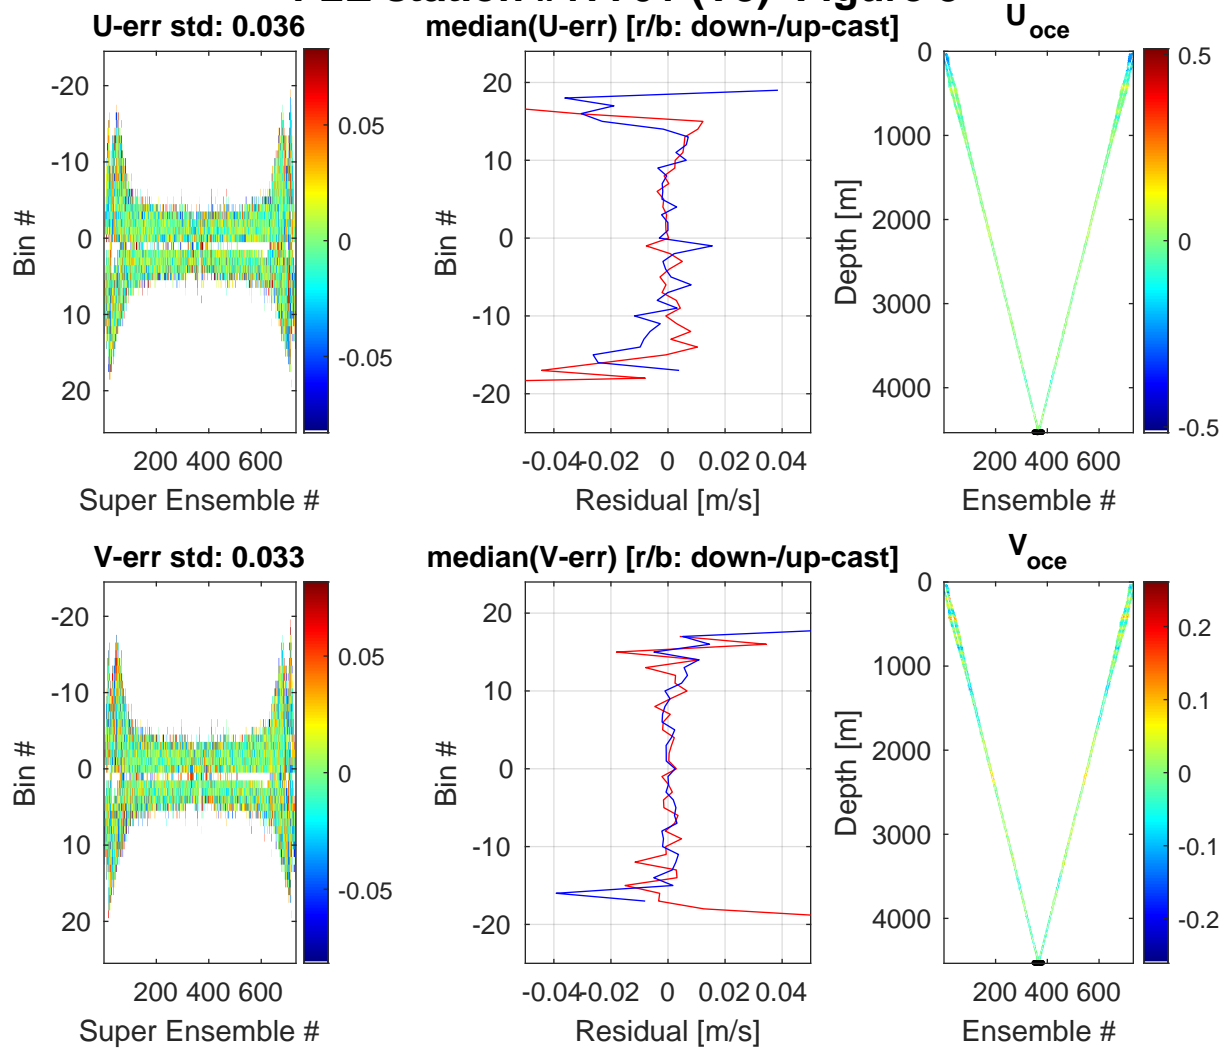 U-err std: 0.036
median(U-err) [r/b: down-/up-cast]
U_oce
-20
-10
0
10
20
Bin #
200 400 600
Super Ensemble #
0.05
0
-0.05
20
10
0
-10
-20
Bin #
-0.04 -0.02 0 0.02 0.04
Residual [m/s]
0
1000
2000
3000
4000
Depth [m]
200 400 600
Ensemble #
0.5
0
-0.5
V-err std: 0.033
median(V-err) [r/b: down-/up-cast]
V_oce
-20
-10
0
10
20
Bin #
200 400 600
Super Ensemble #
0.05
0
-0.05
20
10
0
-10
-20
Bin #
-0.04 -0.02 0 0.02 0.04
Residual [m/s]
0
1000
2000
3000
4000
Depth [m]
200 400 600
Ensemble #
0.2
0.1
0
-0.1
-0.2